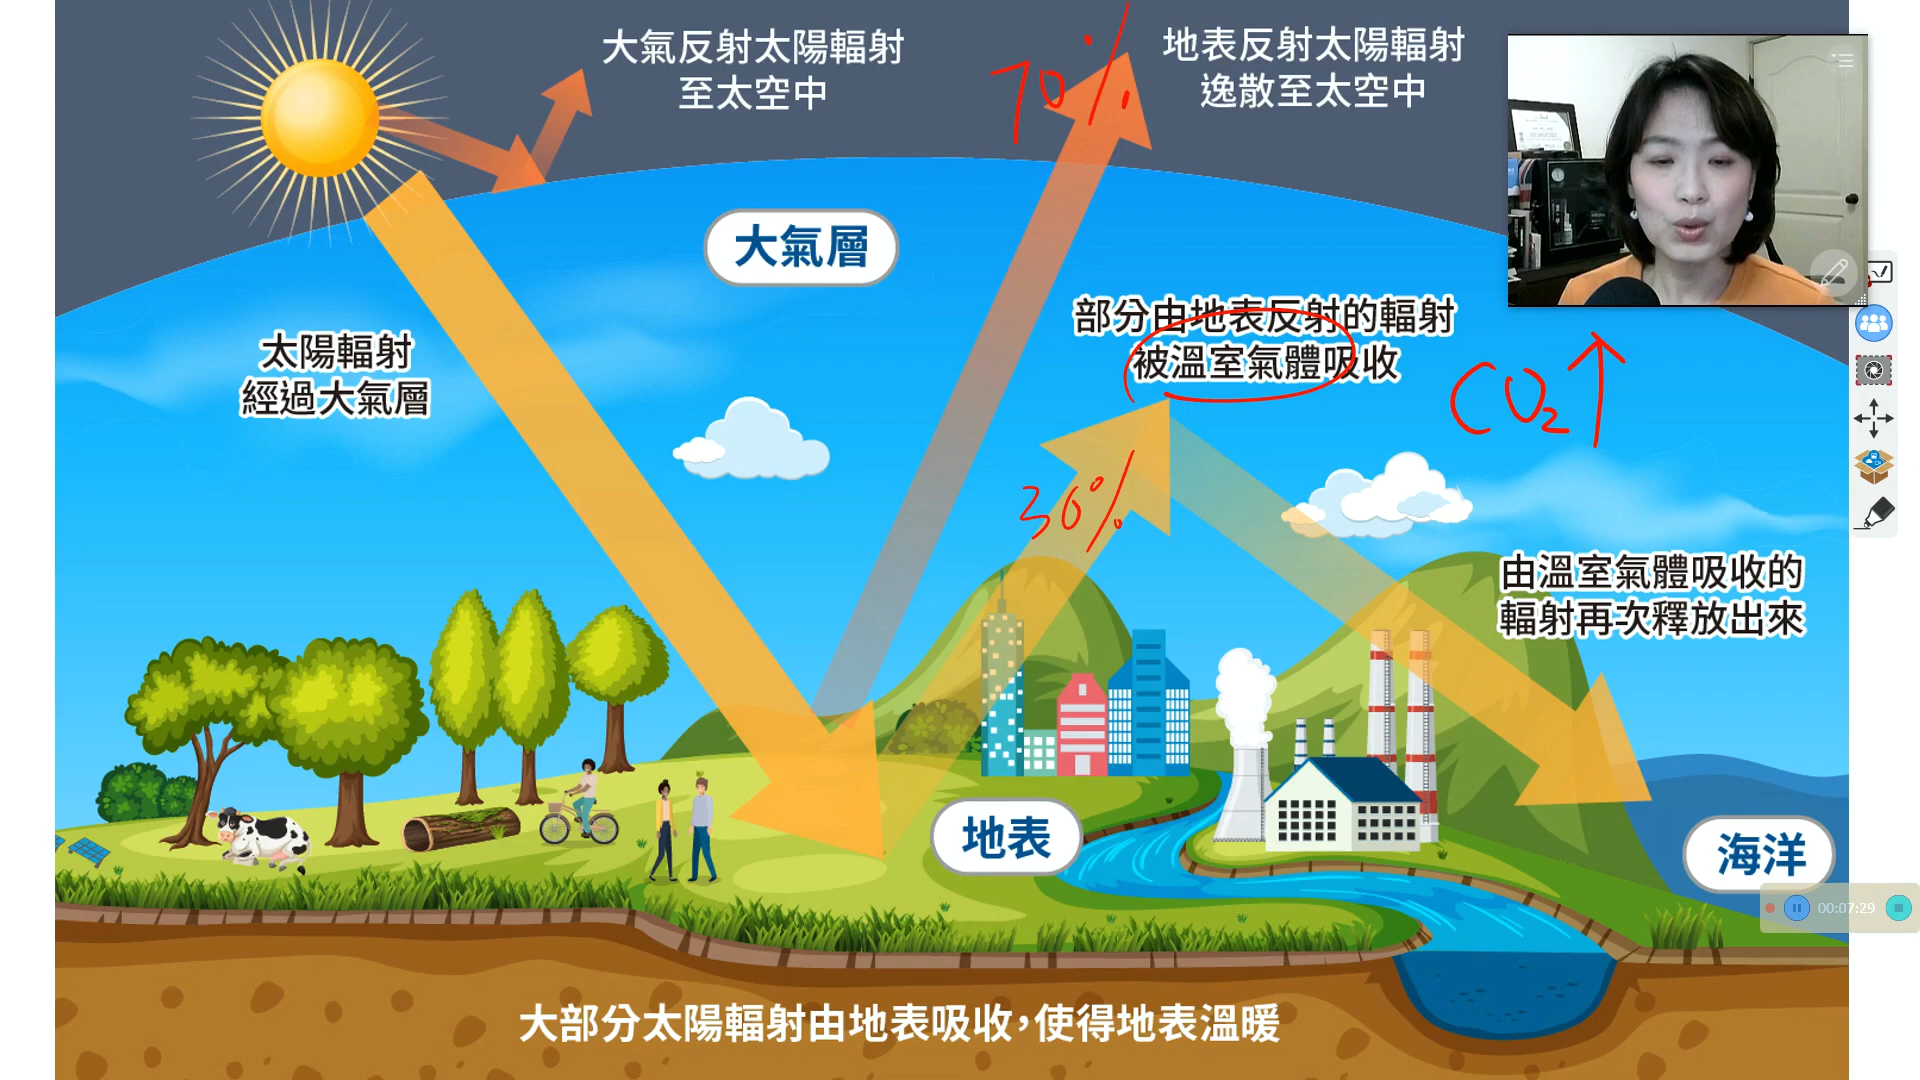 大氣反射太陽輻射
至太空中
70%
地表反射太陽輻射
逸散至太空中
大氣層
太陽輻射
經過大氣層
部分由地表反射的輻射
被溫室氣體吸收
CO₂↑
30%
由溫室氣體吸收的
輻射再次釋放出來
地表
海洋
00:07:29
大部分太陽輻射由地表吸收,使得地表溫暖